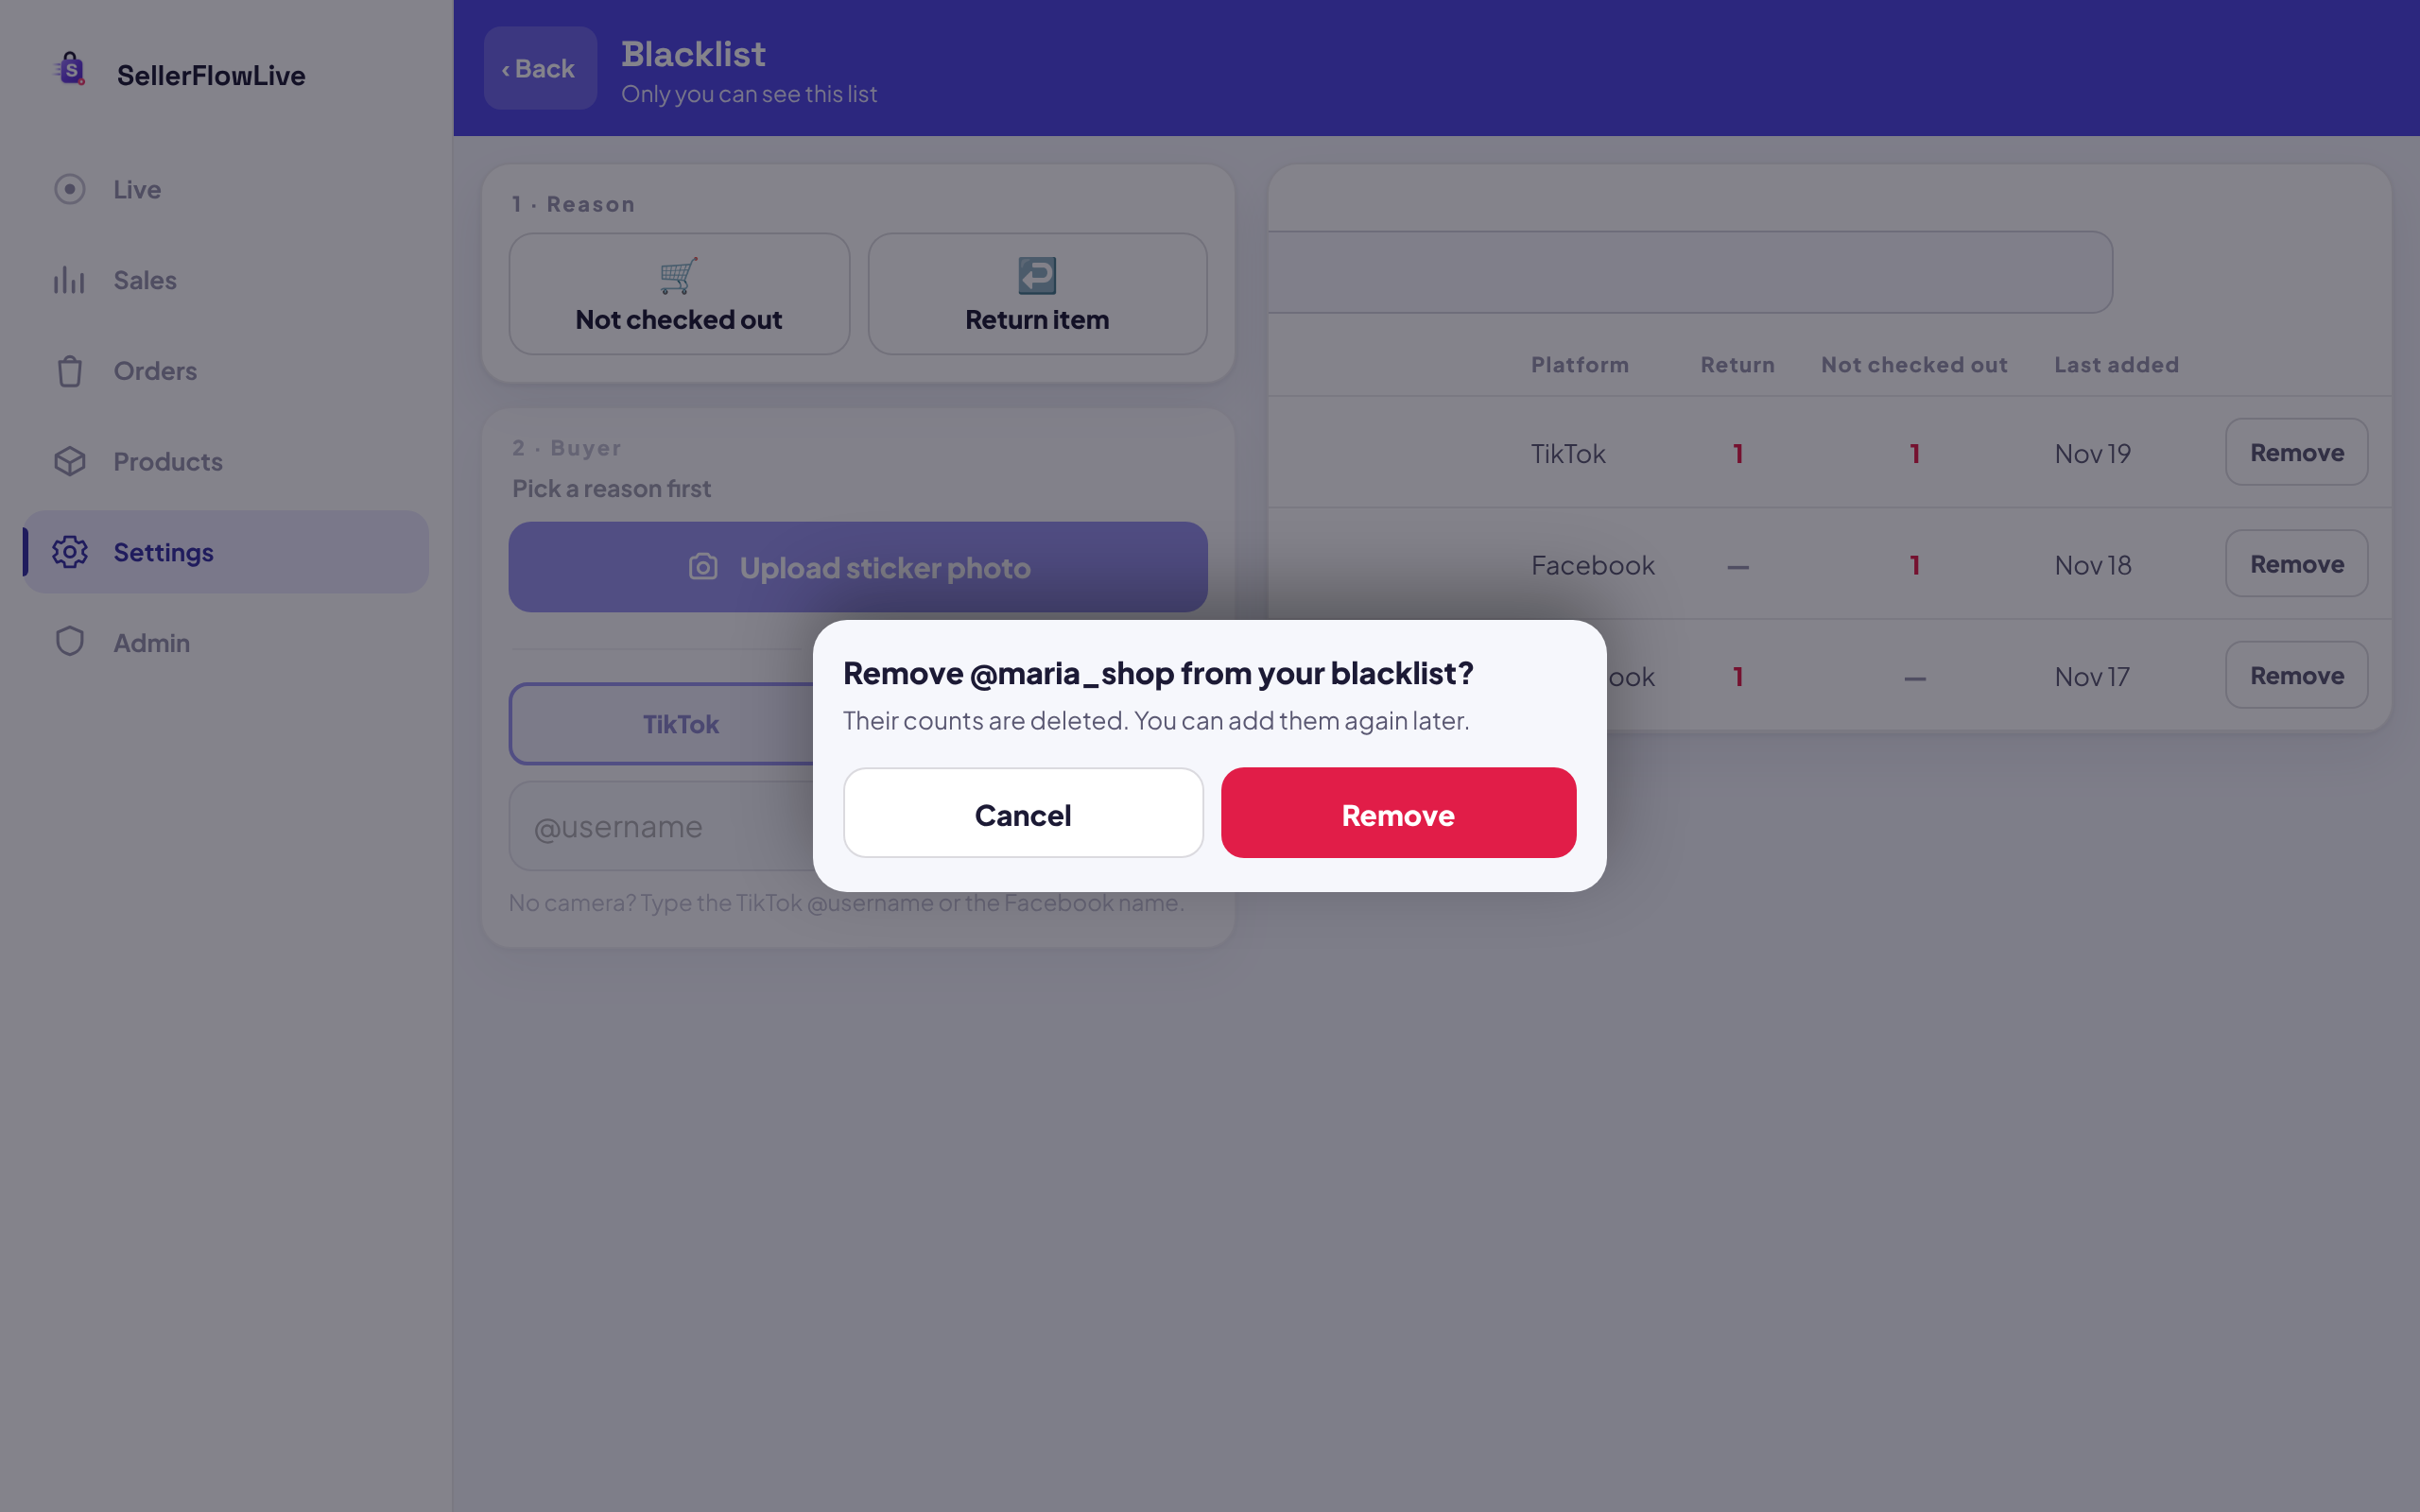 SellerFlowLive
Live
Sales
Orders
Products
Settings
Admin
‹ Back
Blacklist
Only you can see this list
1 · Reason
Not checked out
Return item
2 · Buyer
Pick a reason first
Upload sticker photo
TikTok
@username
No camera? Type the TikTok @username or the Facebook name.
Platform Return Not checked out Last added
TikTok 1 1 Nov 19 Remove
Facebook — 1 Nov 18 Remove
ook 1 — Nov 17 Remove
Remove @maria_shop from your blacklist?
Their counts are deleted. You can add them again later.
Cancel
Remove